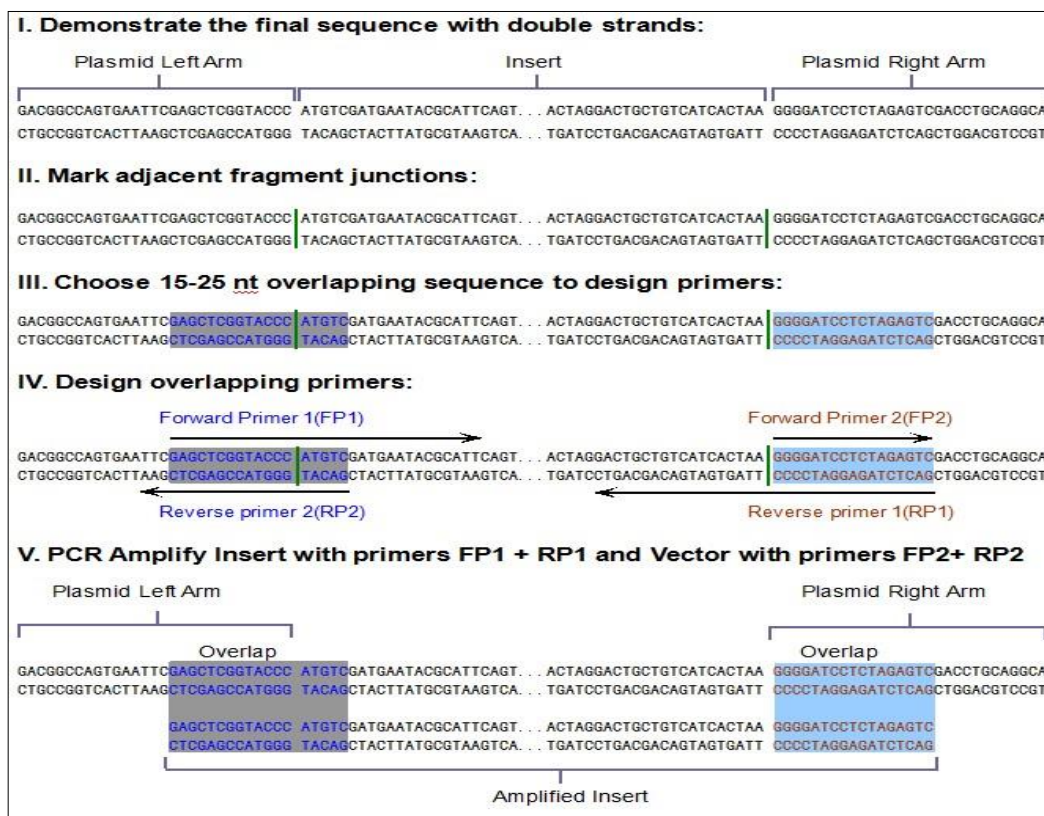 I. Demonstrate the final sequence with double strands:
Plasmid Left Arm Insert Plasmid Right Arm
GACGGCCAGTGAATTCGAGCTCGGTACCC ATGTCGATGAATACGCATTCAGT... ACTAGGACTGCTGTCATCACTAA GGGGATCCTCTAGAGTCGACCTGCAGGCA
CTGCCGGTCACTTAAGCTCGAGCCATGGG TACAGCTACTTATGCGTAAGTCA... TGATCCTGACGACAGTAGTGATT CCCCTAGGAGATCTCAGCTGGACGTCCGT
II. Mark adjacent fragment junctions:
GACGGCCAGTGAATTCGAGCTCGGTACCC ATGTCGATGAATACGCATTCAGT... ACTAGGACTGCTGTCATCACTAA GGGGATCCTCTAGAGTCGACCTGCAGGCA
CTGCCGGTCACTTAAGCTCGAGCCATGGG TACAGCTACTTATGCGTAAGTCA... TGATCCTGACGACAGTAGTGATT CCCCTAGGAGATCTCAGCTGGACGTCCGT
III. Choose 15-25 nt overlapping sequence to design primers:
GACGGCCAGTGAATTCGAGCTCGGTACCC ATGTCGATGAATACGCATTCAGT... ACTAGGACTGCTGTCATCACTAA GGGGATCCTCTAGAGTCGACCTGCAGGCA
CTGCCGGTCACTTAAGCTCGAGCCATGGG TACAGCTACTTATGCGTAAGTCA... TGATCCTGACGACAGTAGTGATT CCCCTAGGAGATCTCAGCTGGACGTCCGT
IV. Design overlapping primers:
Forward Primer 1(FP1) Forward Primer 2(FP2)
GACGGCCAGTGAATTCGAGCTCGGTACCC ATGTCGATGAATACGCATTCAGT... ACTAGGACTGCTGTCATCACTAA GGGGATCCTCTAGAGTCGACCTGCAGGCA
CTGCCGGTCACTTAAGCTCGAGCCATGGG TACAGCTACTTATGCGTAAGTCA... TGATCCTGACGACAGTAGTGATT CCCCTAGGAGATCTCAGCTGGACGTCCGT
Reverse primer 2(RP2) Reverse primer 1(RP1)
V. PCR Amplify Insert with primers FP1 + RP1 and Vector with primers FP2+ RP2
Plasmid Left Arm Plasmid Right Arm
Overlap Overlap
GACGGCCAGTGAATTCGAGCTCGGTACCC ATGTCGATGAATACGCATTCAGT... ACTAGGACTGCTGTCATCACTAA GGGGATCCTCTAGAGTCGACCTGCAGGCA
CTGCCGGTCACTTAAGCTCGAGCCATGGG TACAGCTACTTATGCGTAAGTCA... TGATCCTGACGACAGTAGTGATT CCCCTAGGAGATCTCAGCTGGACGTCCGT
GAGCTCGGTACCC ATGTCGATGAATACGCATTCAGT... ACTAGGACTGCTGTCATCACTAA GGGGATCCTCTAGAGTC
CTCGAGCCATGGG TACAGCTACTTATGCGTAAGTCA... TGATCCTGACGACAGTAGTGATT CCCCTAGGAGATCTCAG
Amplified Insert